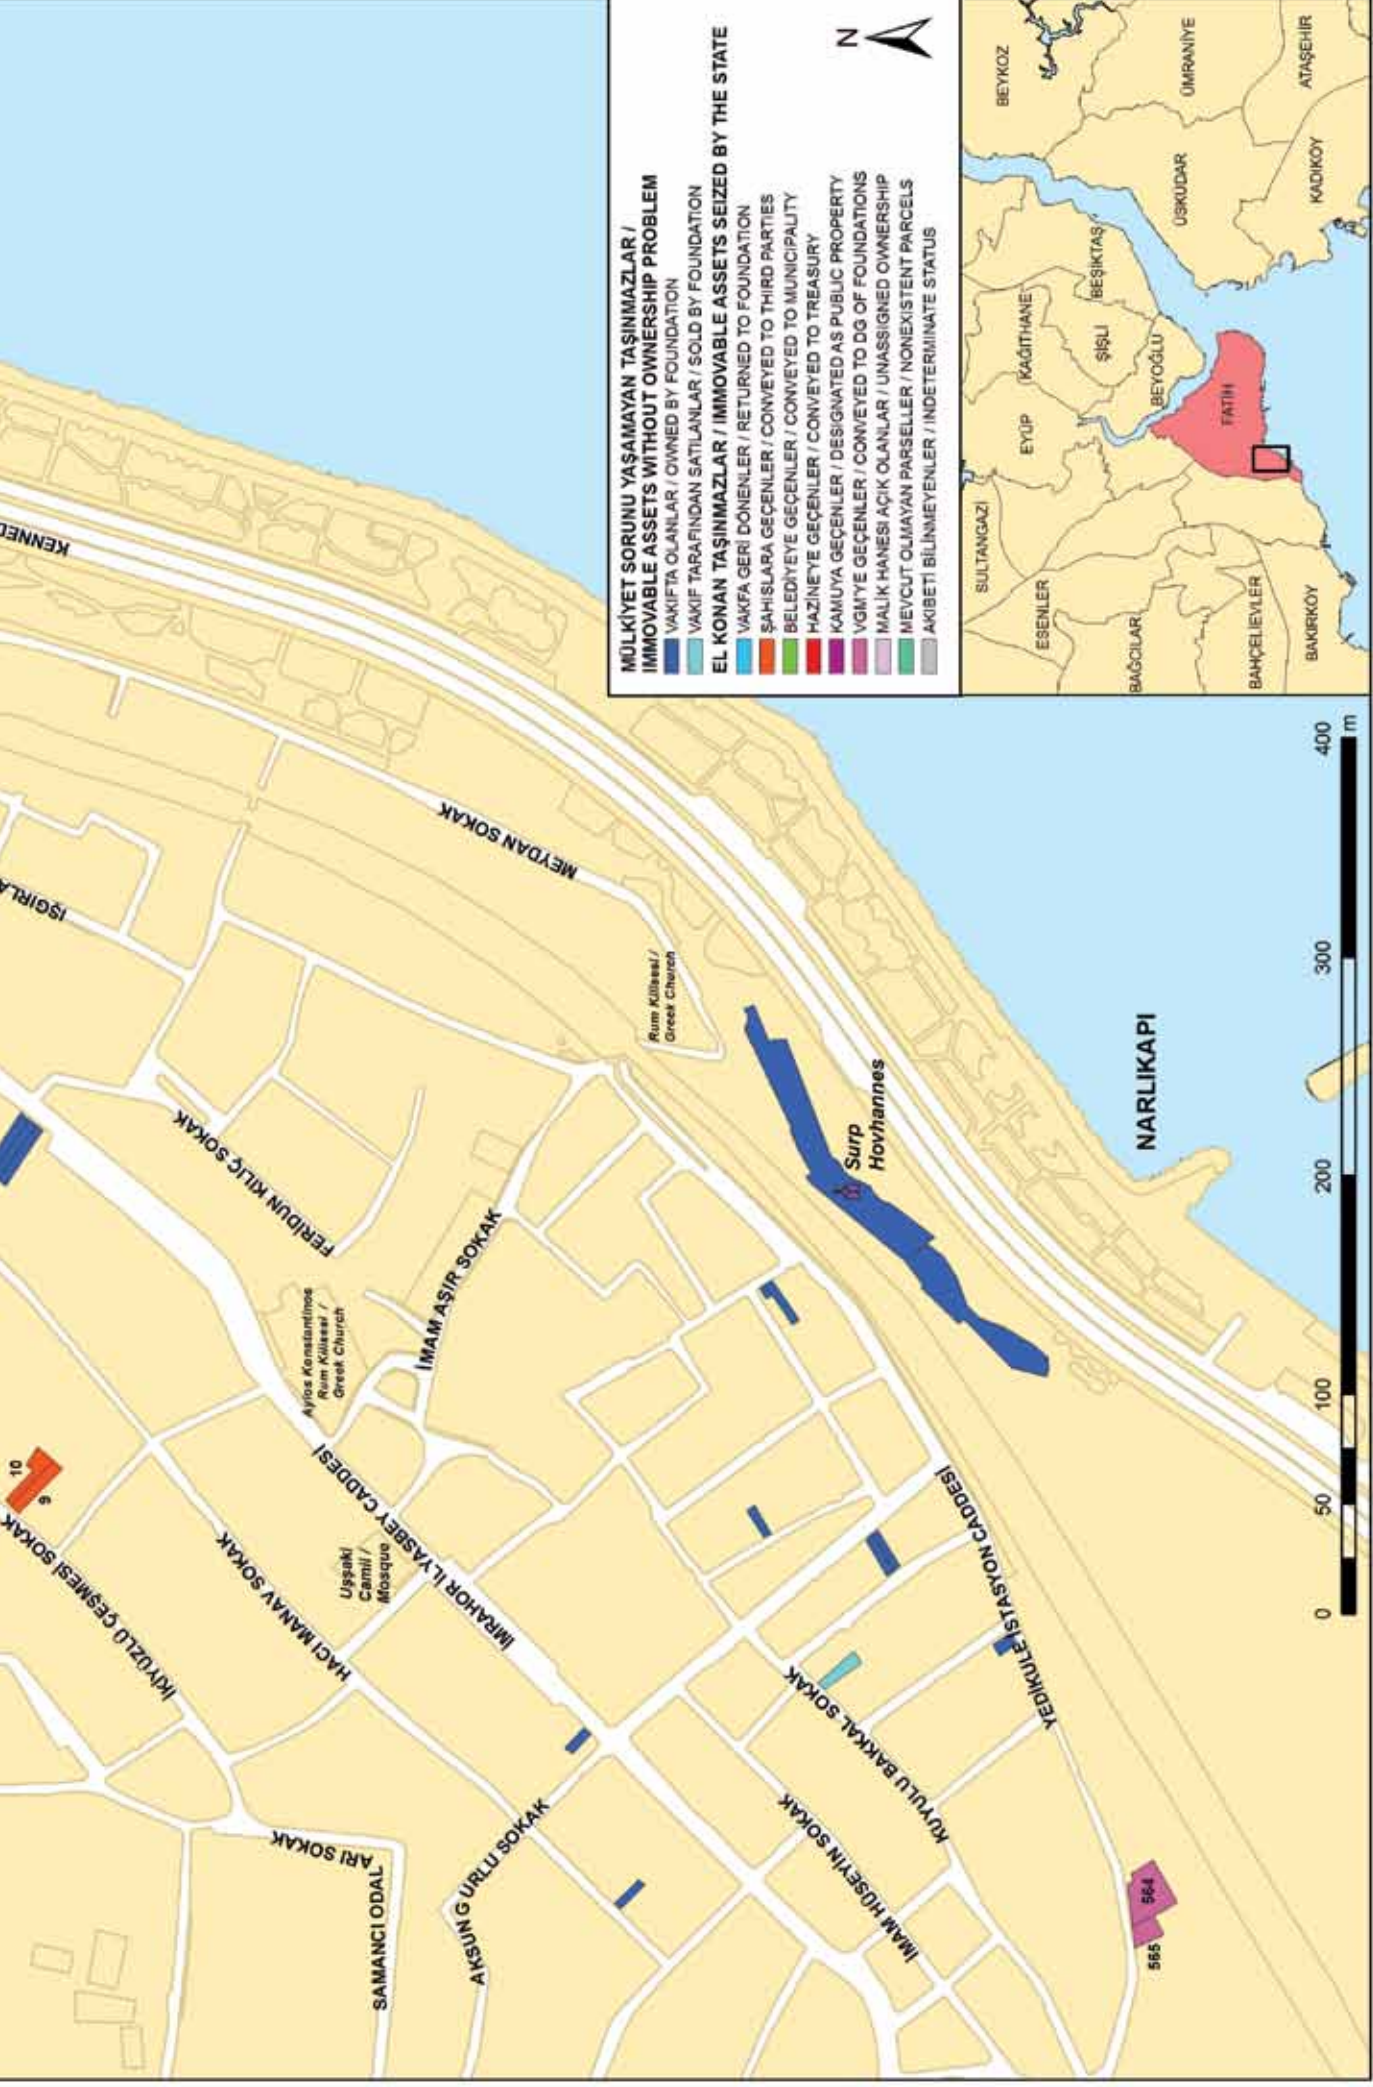 KENNED
IŞGIRLA
MEYDAN SOKAK
Rum Kilisesi /
Greek Church
FERİDUN KILIÇ SOKAK
İMAM AŞIR SOKAK
Ayios Konstantinos
Rum Kilisesi /
Greek Church
Surp
Hovhannes
NARLIKAPI
10
9
İKİYÜZLÜ ÇEŞMESİ SOKAK
HACI MANAV SOKAK
Uşşaki
Camii /
Mosque
İMRAHOR İLYASBEY CADDESİ
YEDİKULE İSTASYON CADDESİ
KUYULU BAKKAL SOKAK
İMAM HÜSEYİN SOKAK
ARI SOKAK
SAMANCI ODAL
AKSUNGURLU SOKAK
564
565
0
50
100
200
300
400
m
MÜLKİYET SORUNU YAŞAMAYAN TAŞINMAZLAR /
IMMOVABLE ASSETS WITHOUT OWNERSHIP PROBLEM
VAKIFTA OLANLAR / OWNED BY FOUNDATION
VAKIF TARAFINDAN SATILANLAR / SOLD BY FOUNDATION
EL KONAN TAŞINMAZLAR / IMMOVABLE ASSETS SEIZED BY THE STATE
VAKFA GERİ DÖNENLER / RETURNED TO FOUNDATION
ŞAHISLARA GEÇENLER / CONVEYED TO THIRD PARTIES
BELEDİYEYE GEÇENLER / CONVEYED TO MUNICIPALITY
HAZİNE'YE GEÇENLER / CONVEYED TO TREASURY
KAMUYA GEÇENLER / DESIGNATED AS PUBLIC PROPERTY
VGM'YE GEÇENLER / CONVEYED TO DG OF FOUNDATIONS
MALİK HANESİ AÇIK OLANLAR / UNASSIGNED OWNERSHIP
MEVCUT OLMAYAN PARSELLER / NONEXISTENT PARCELS
AKIBETİ BİLİNMEYENLER / INDETERMINATE STATUS
N
BEYKOZ
ÜMRANİYE
ATAŞEHİR
ÜSKÜDAR
KADIKÖY
BEŞİKTAŞ
KAĞITHANE
ŞİŞLİ
BEYOĞLU
EYÜP
FATİH
SULTANGAZİ
ESENLER
BAĞCILAR
BAHÇELİEVLER
BAKIRKÖY